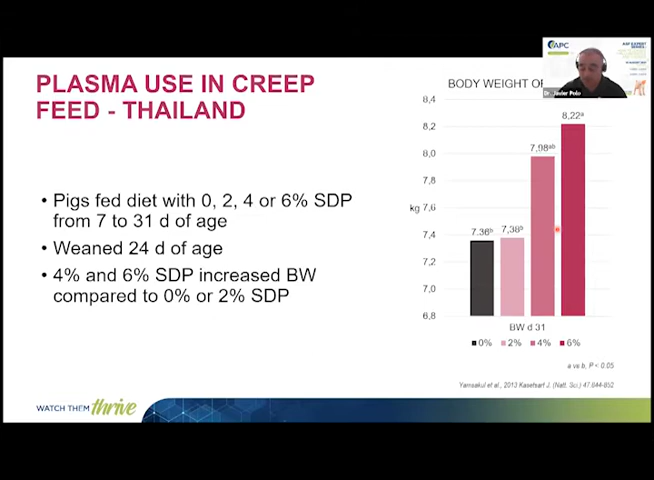 PLASMA USE IN CREEP
FEED - THAILAND
BODY WEIGHT OF
APC
Dr. Javier Polo
• Pigs fed diet with 0, 2, 4 or 6% SDP
from 7 to 31 d of age
• Weaned 24 d of age
• 4% and 6% SDP increased BW
compared to 0% or 2% SDP
8,4
8,2
8,0
7,8
kg 7,6
7,4
7,2
7,0
6,8
7.36ᵇ
7,38ᵇ
7,98ᵃᵇ
8,22ᵃ
BW d 31
0% 2% 4% 6%
a vs b, P < 0.05
Yamsakul et al., 2013 Kasetsart J. (Natt. Sci.) 47:844-852
WATCH THEM thrive